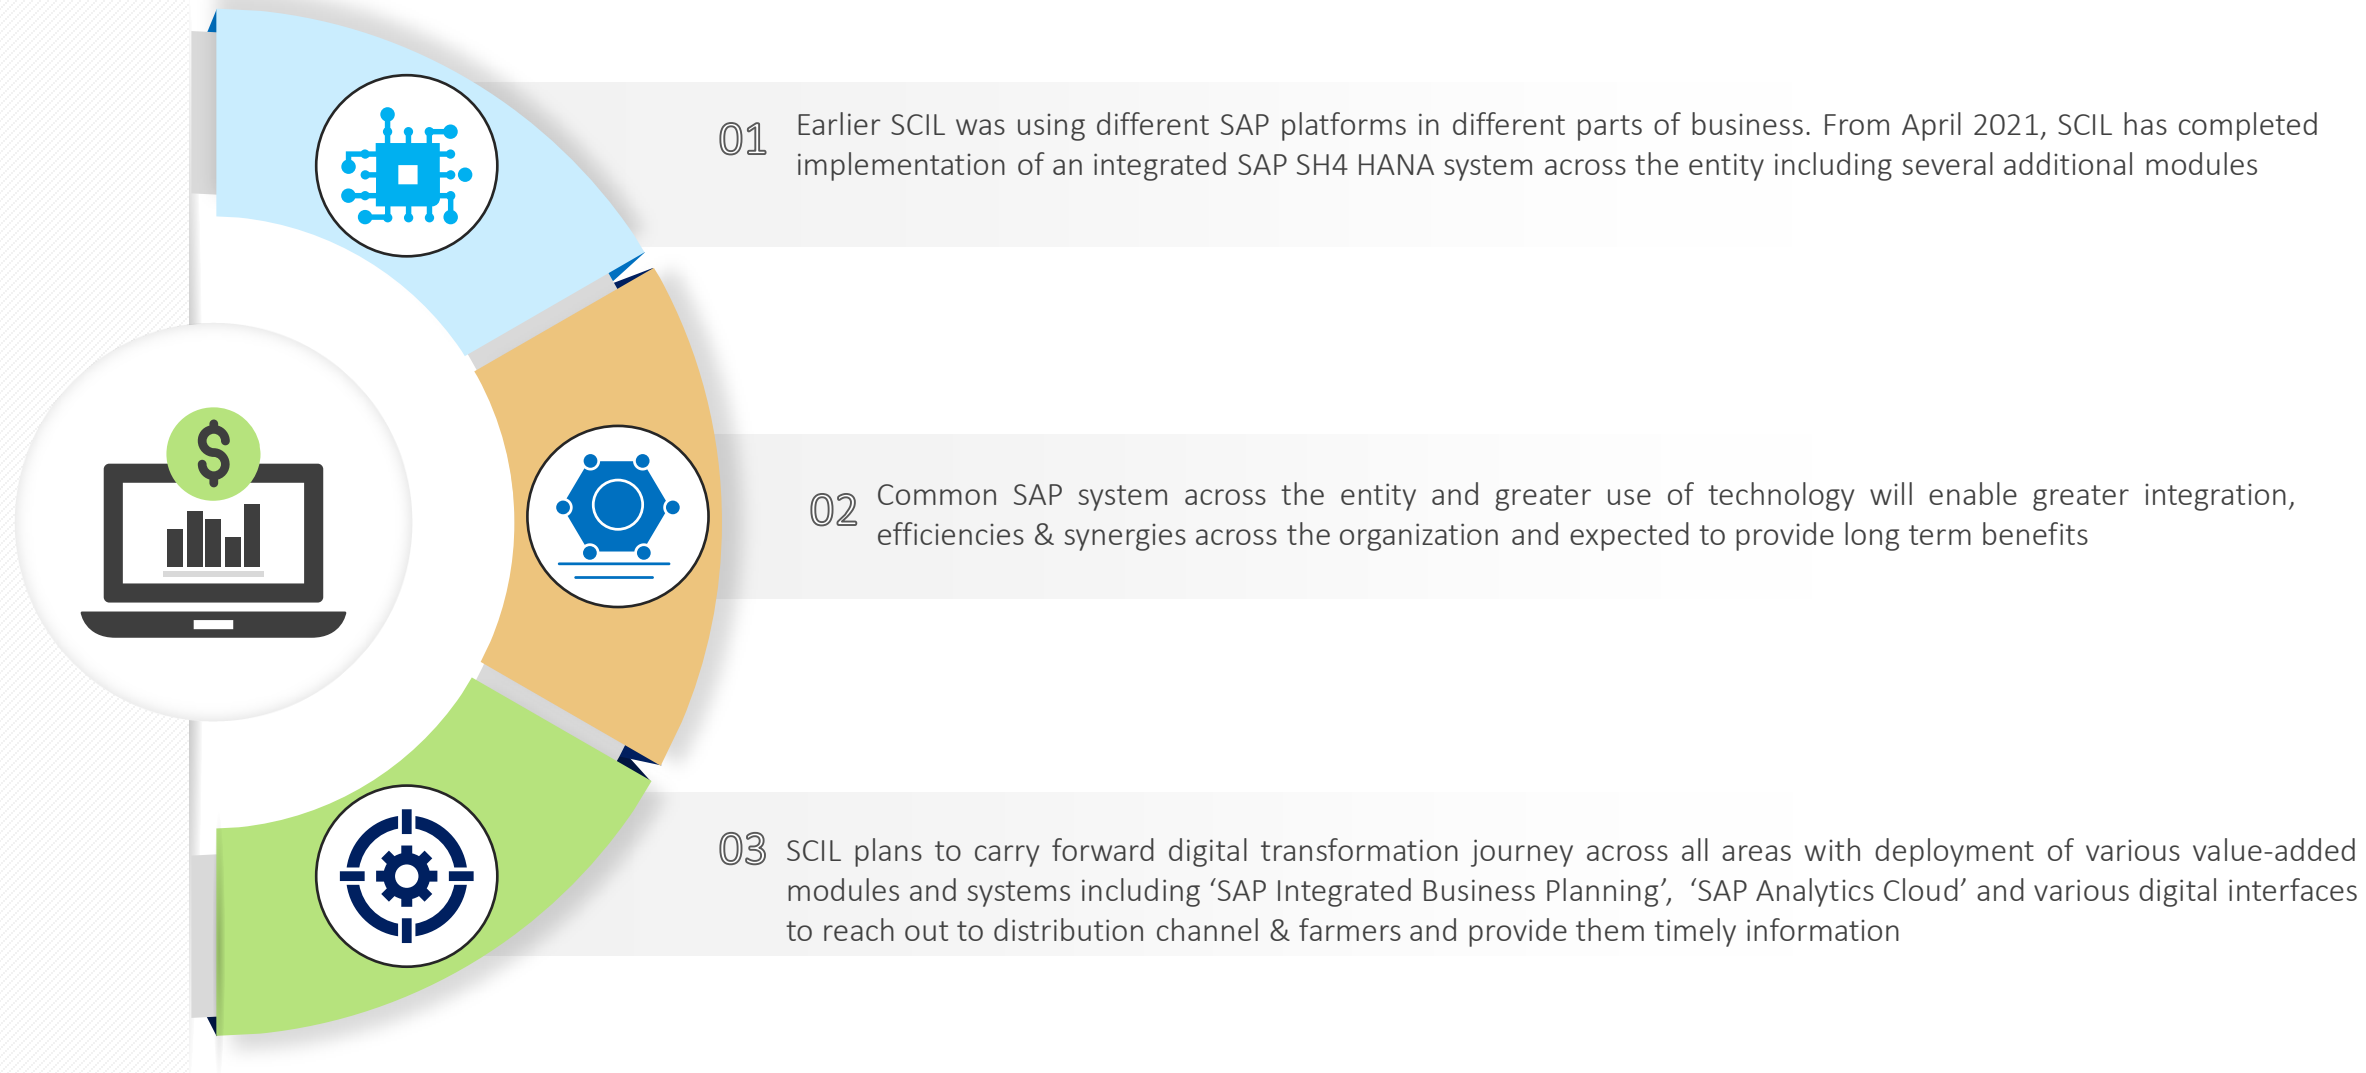 01
Earlier SCIL was using different SAP platforms in different parts of business. From April 2021, SCIL has completed
implementation of an integrated SAP SH4 HANA system across the entity including several additional modules
$
02
Common SAP system across the entity and greater use of technology will enable greater integration,
efficiencies & synergies across the organization and expected to provide long term benefits
03
SCIL plans to carry forward digital transformation journey across all areas with deployment of various value-added
modules and systems including ‘SAP Integrated Business Planning’, ‘SAP Analytics Cloud’ and various digital interfaces
to reach out to distribution channel & farmers and provide them timely information